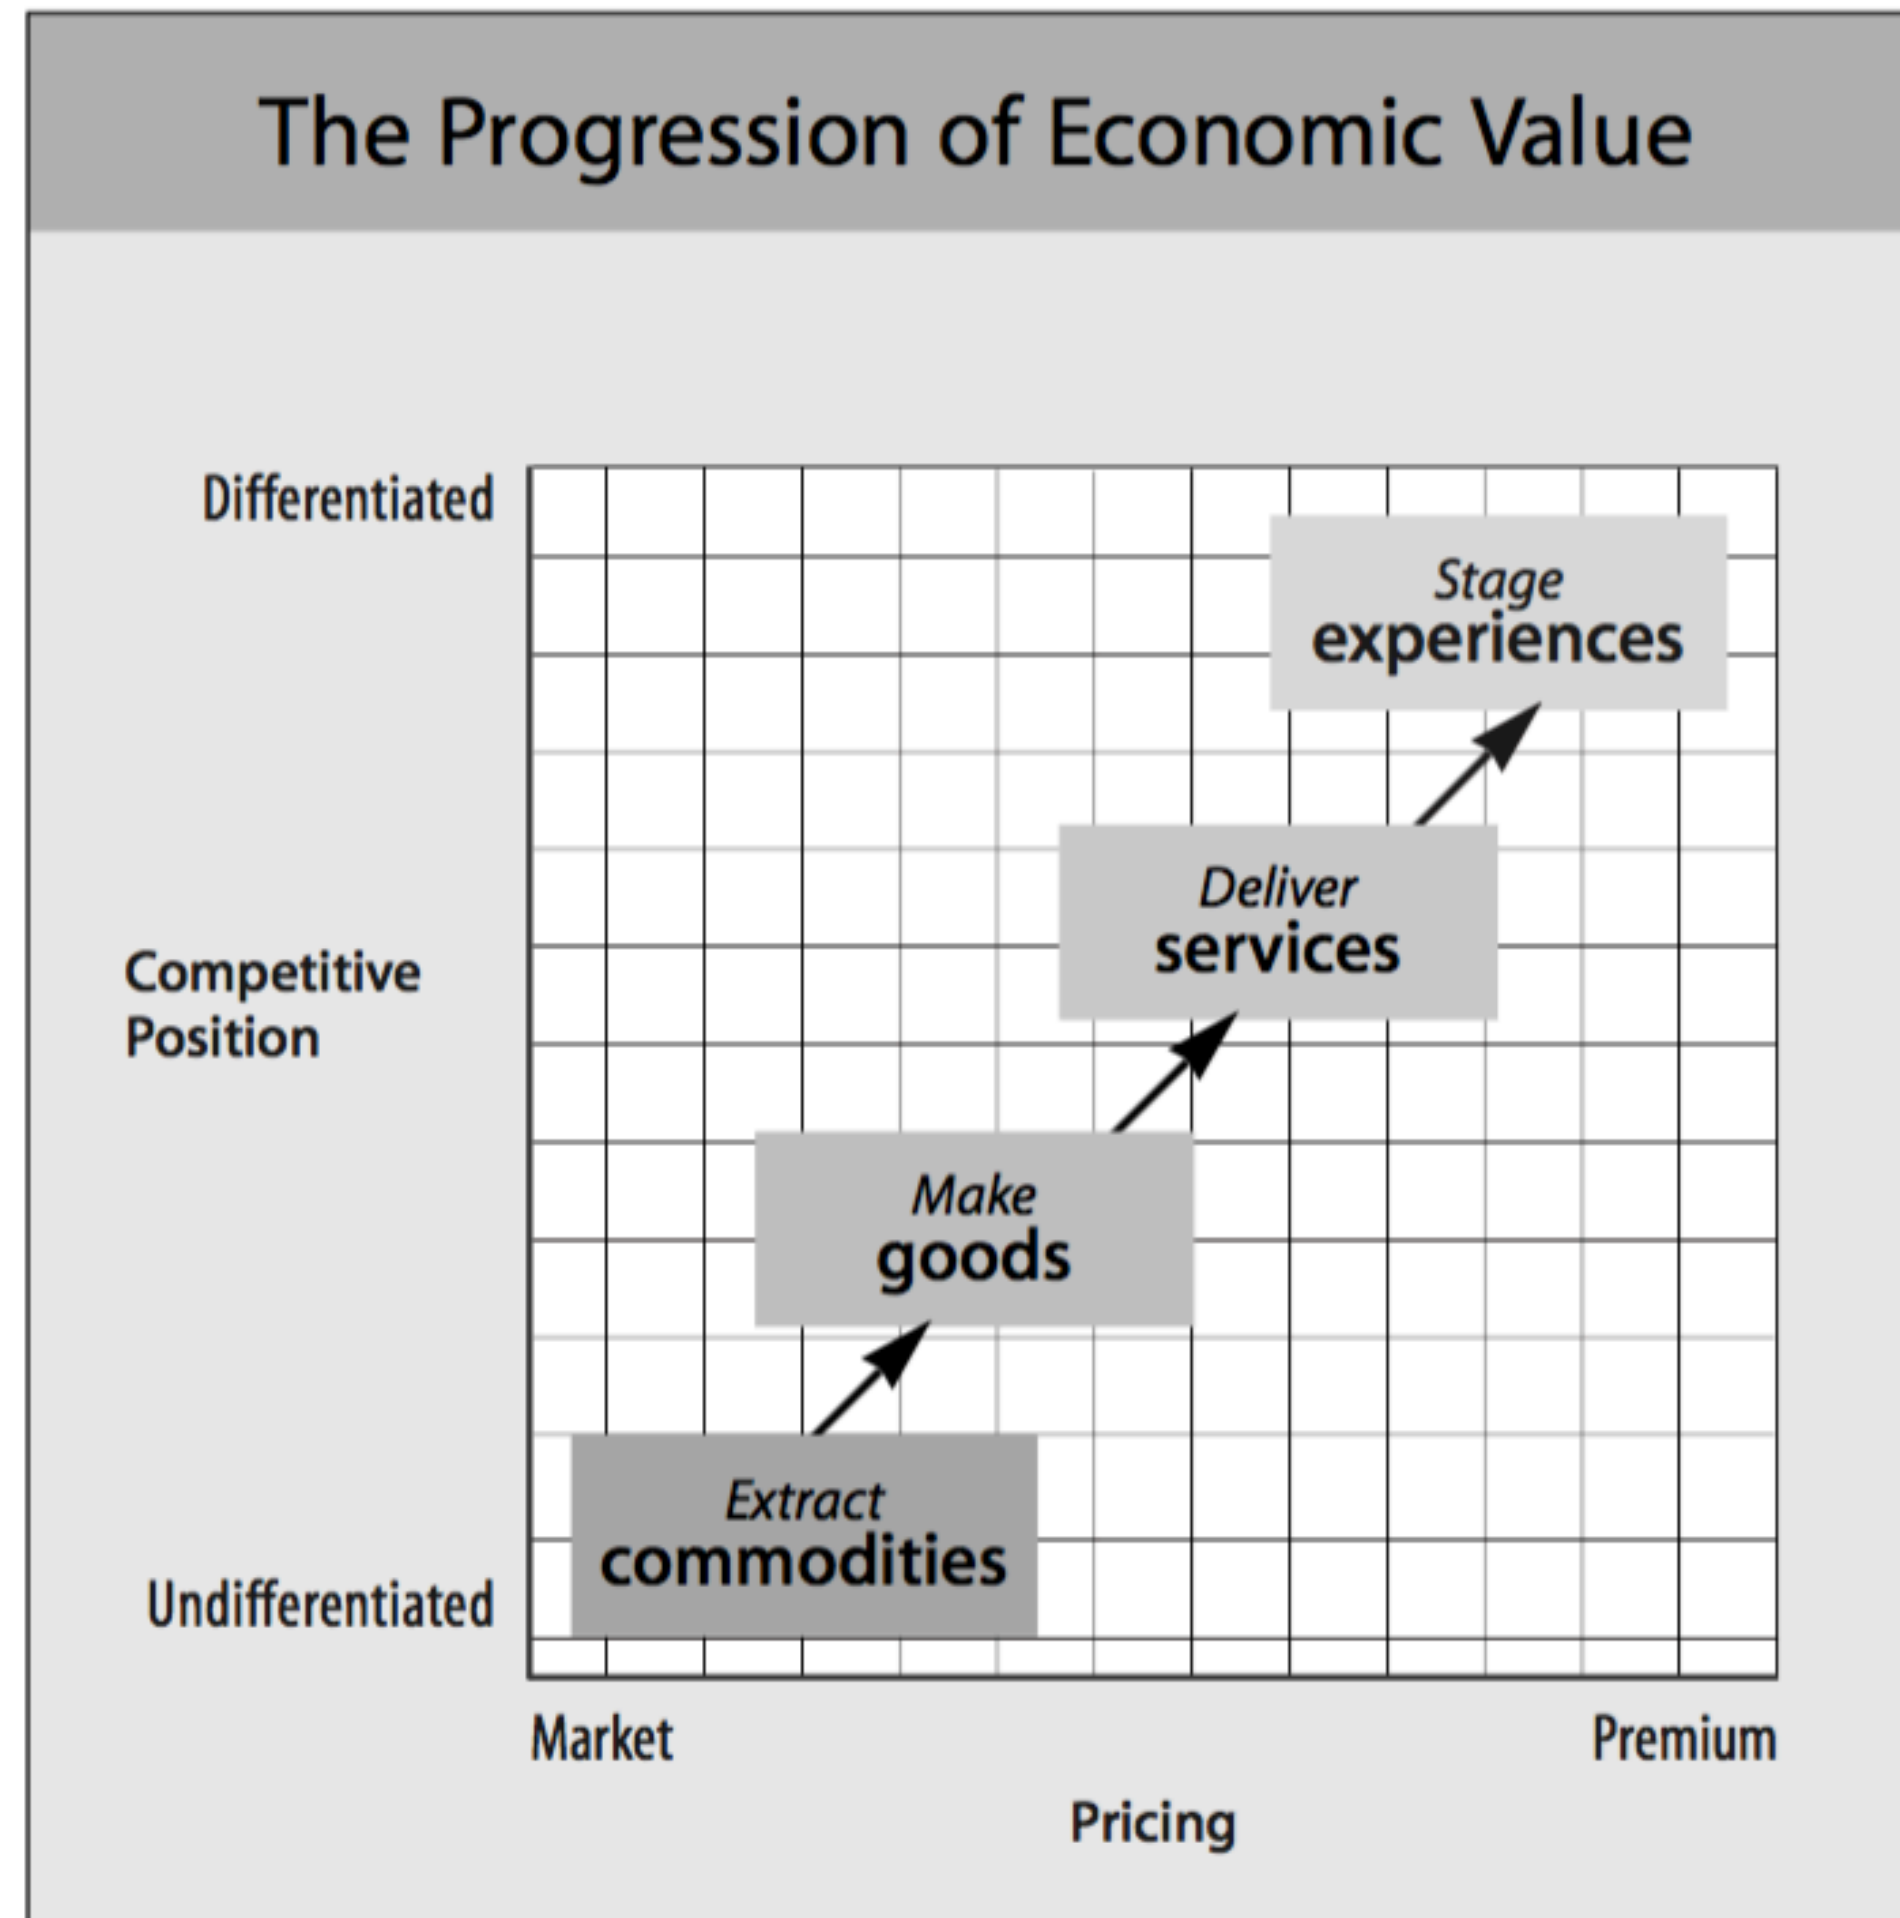 The Progression of Economic Value
Differentiated
Stage
experiences
Deliver
services
Competitive
Position
Make
goods
Extract
commodities
Undifferentiated
Market
Premium
Pricing